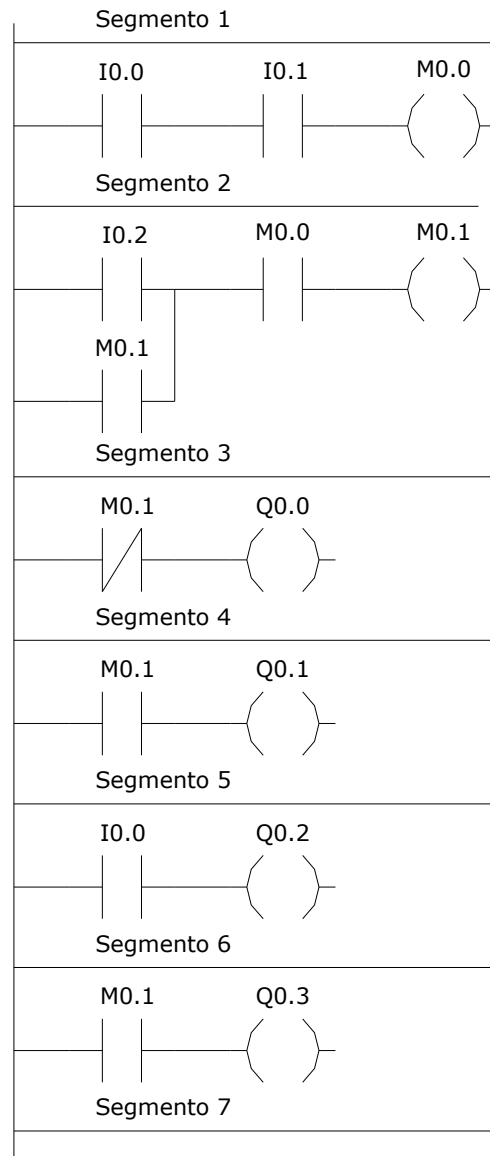 Segmento 1
I0.0 I0.1 M0.0
Segmento 2
I0.2 M0.0 M0.1
M0.1
Segmento 3
M0.1 Q0.0
Segmento 4
M0.1 Q0.1
Segmento 5
I0.0 Q0.2
Segmento 6
M0.1 Q0.3
Segmento 7